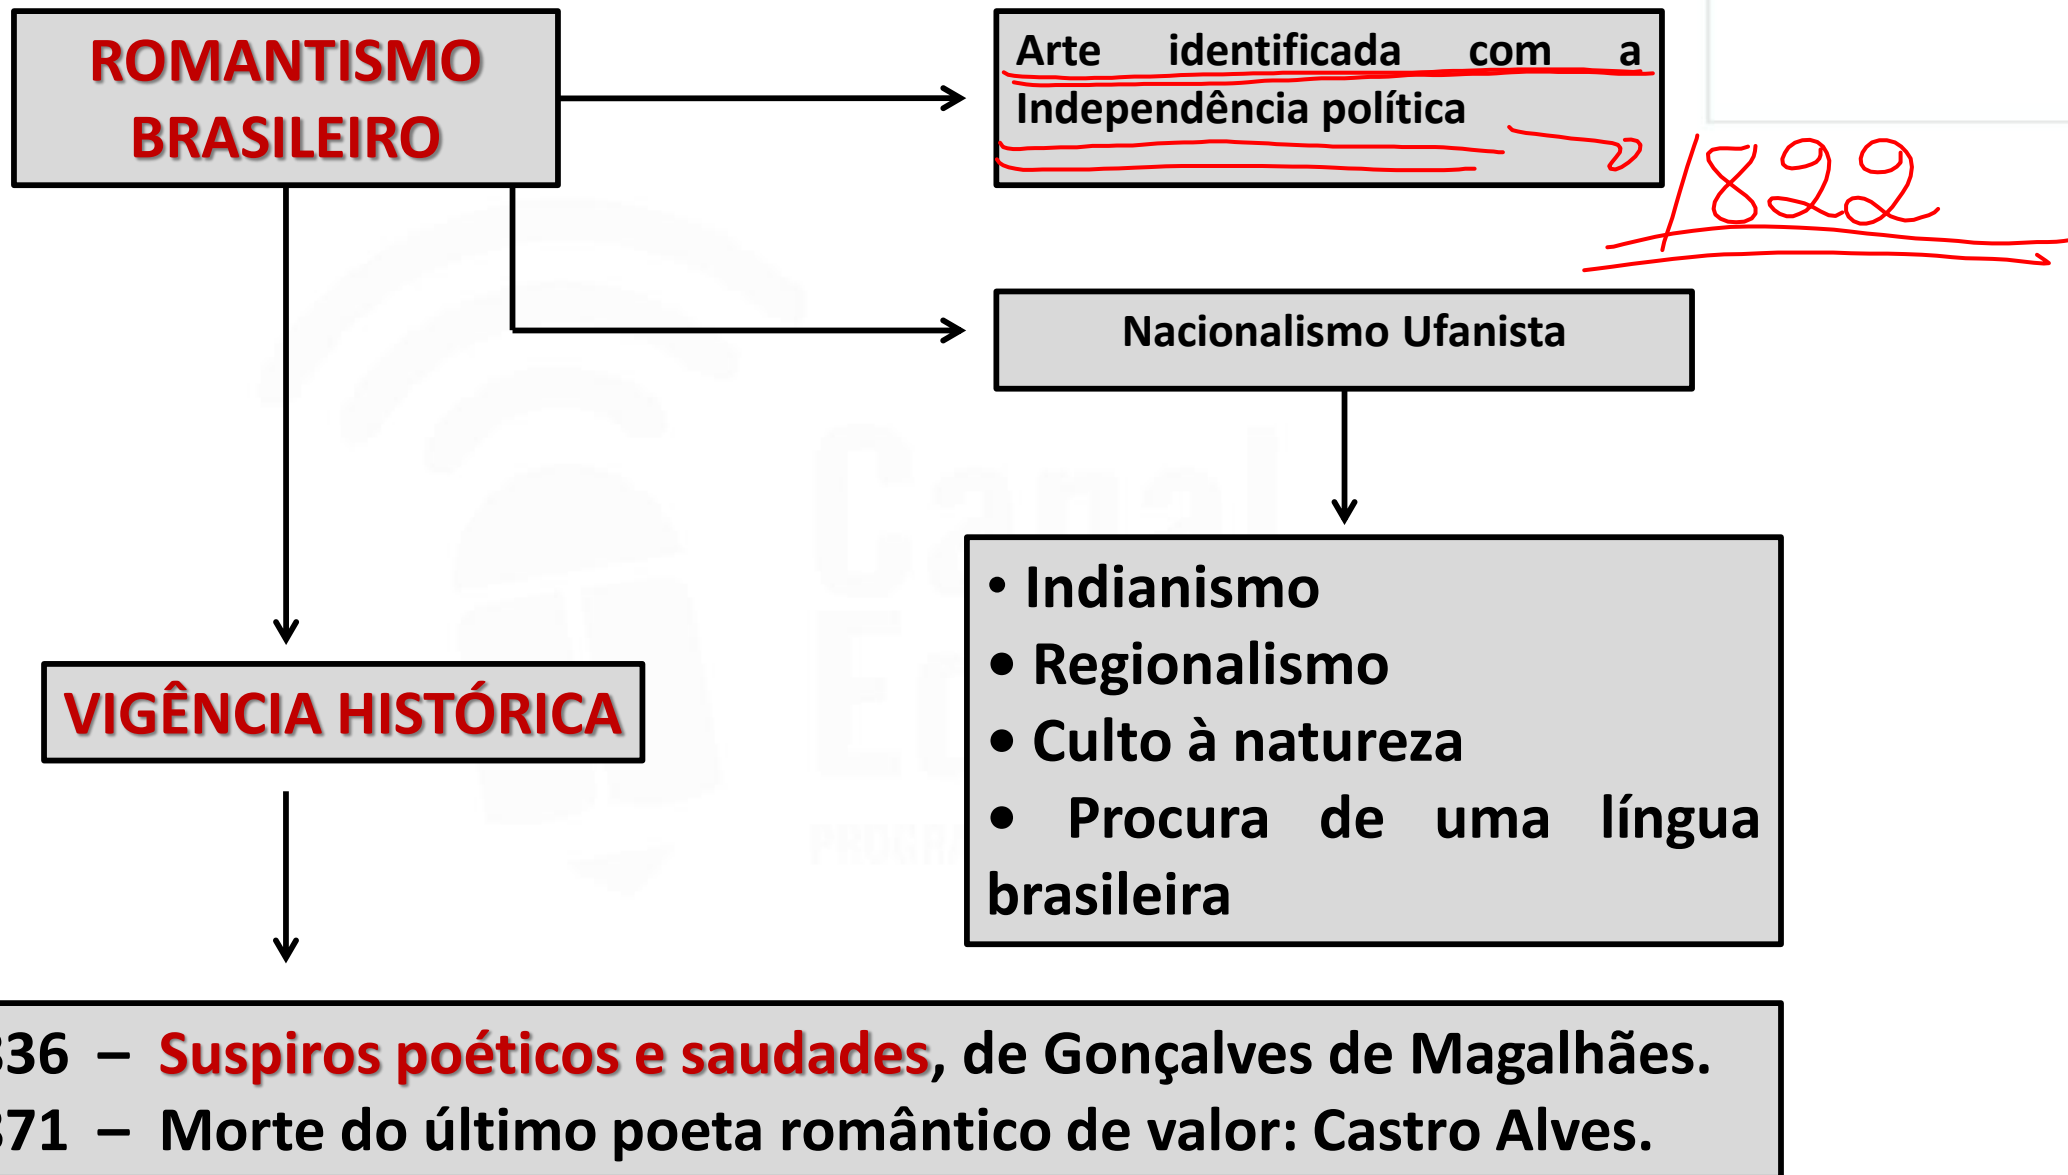 ROMANTISMO
BRASILEIRO
Arte identificada com a
Independência política
1822
Nacionalismo Ufanista
• Indianismo
• Regionalismo
• Culto à natureza
• Procura de uma língua
brasileira
VIGÊNCIA HISTÓRICA
36 – Suspiros poéticos e saudades, de Gonçalves de Magalhães.
71 – Morte do último poeta romântico de valor: Castro Alves.
Canal